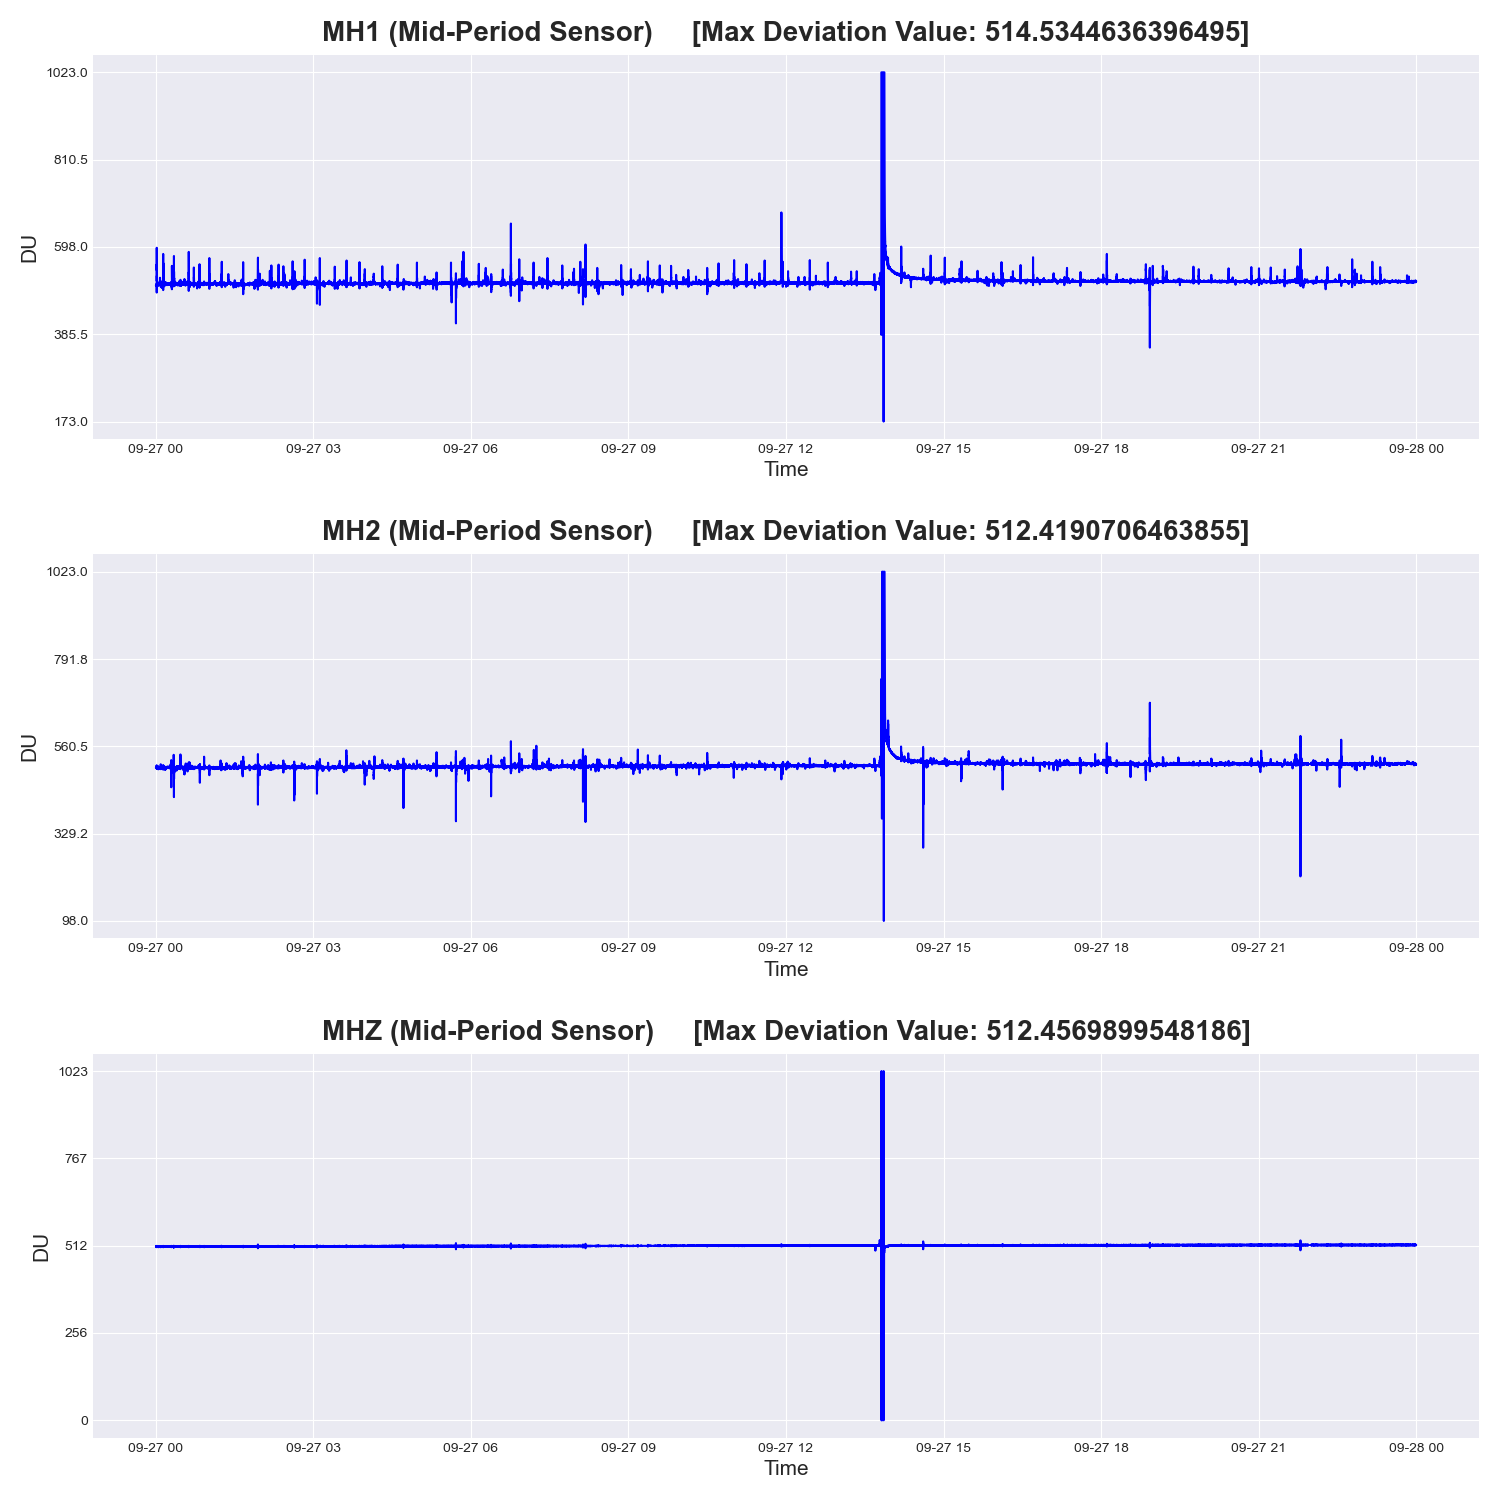 MH1 (Mid-Period Sensor) [Max Deviation Value: 514.5344636396495]
1023.0
810.5
598.0
385.5
173.0
DU
09-27 00 09-27 03 09-27 06 09-27 09 09-27 12 09-27 15 09-27 18 09-27 21 09-28 00
Time
MH2 (Mid-Period Sensor) [Max Deviation Value: 512.4190706463855]
1023.0
791.8
560.5
329.2
98.0
DU
09-27 00 09-27 03 09-27 06 09-27 09 09-27 12 09-27 15 09-27 18 09-27 21 09-28 00
Time
MHZ (Mid-Period Sensor) [Max Deviation Value: 512.4569899548186]
1023
767
512
256
0
DU
09-27 00 09-27 03 09-27 06 09-27 09 09-27 12 09-27 15 09-27 18 09-27 21 09-28 00
Time